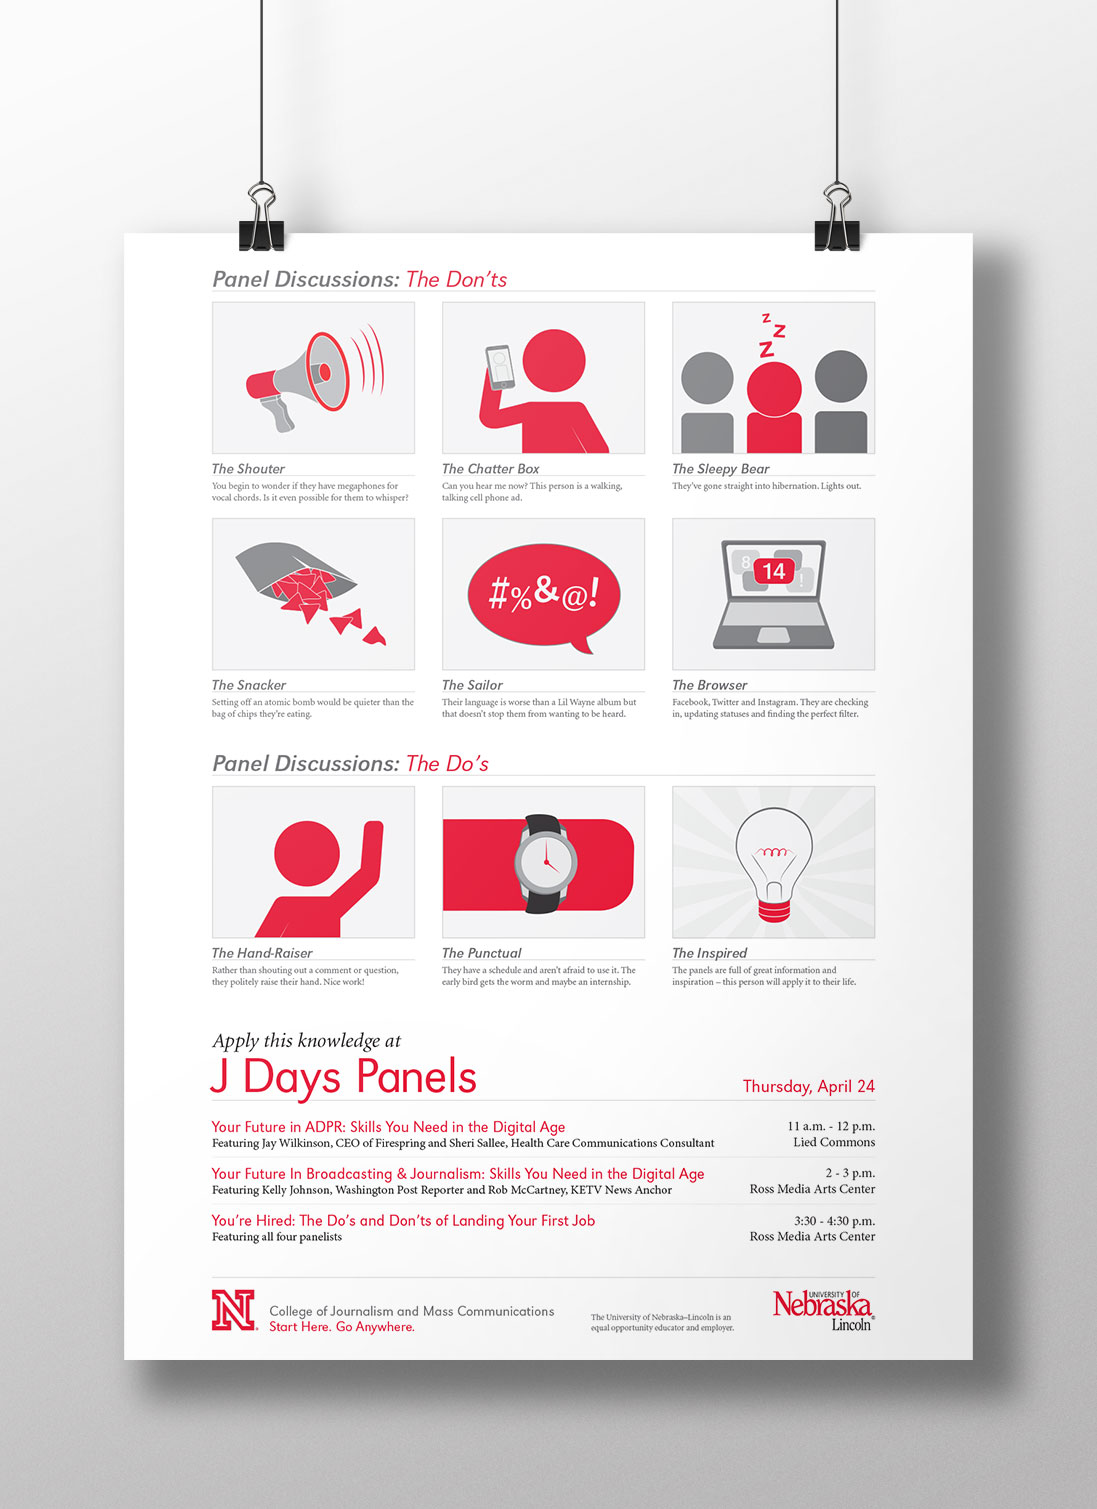 Panel Discussions: The Don'ts
z
z
z
The Shouter
You begin to wonder if they have megaphones for
vocal chords. Is it even possible for them to whisper?
The Chatter Box
Can you hear me now? This person is a walking,
talking cell phone ad.
The Sleepy Bear
They've gone straight into hibernation. Lights out.
#%&@!
8
14
!
The Snacker
Setting off an atomic bomb would be quieter than the
bag of chips they're eating.
The Sailor
Their language is worse than a Lil Wayne album but
that doesn't stop them from wanting to be heard.
The Browser
Facebook, Twitter and Instagram. They are checking
in, updating statuses and finding the perfect filter.
Panel Discussions: The Do's
The Hand-Raiser
Rather than shouting out a comment or question,
they politely raise their hand. Nice work!
The Punctual
They have a schedule and aren't afraid to use it. The
early bird gets the worm and maybe an internship.
The Inspired
The panels are full of great information and
inspiration – this person will apply it to their life.
Apply this knowledge at
J Days Panels
Thursday, April 24
Your Future in ADPR: Skills You Need in the Digital Age
Featuring Jay Wilkinson, CEO of Firespring and Sheri Sallee, Health Care Communications Consultant
11 a.m. - 12 p.m.
Lied Commons
Your Future In Broadcasting & Journalism: Skills You Need in the Digital Age
Featuring Kelly Johnson, Washington Post Reporter and Rob McCartney, KETV News Anchor
2 - 3 p.m.
Ross Media Arts Center
You're Hired: The Do's and Don'ts of Landing Your First Job
Featuring all four panelists
3:30 - 4:30 p.m.
Ross Media Arts Center
N
College of Journalism and Mass Communications
Start Here. Go Anywhere.
The University of Nebraska–Lincoln is an
equal opportunity educator and employer.
UNIVERSITY OF
Nebraska®
Lincoln